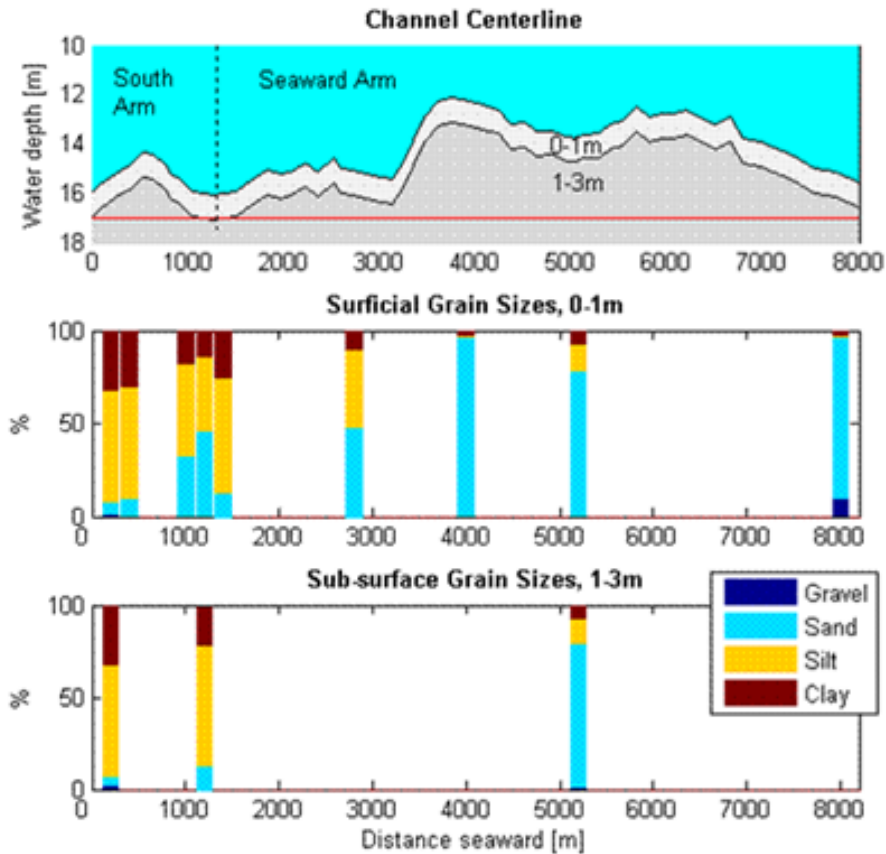 Channel Centerline
10
12
14
16
18
Water depth [m]
South
Arm
Seaward Arm
0-1m
1-3m
0 1000 2000 3000 4000 5000 6000 7000 8000
Surficial Grain Sizes, 0-1m
100
50
0
%
0 1000 2000 3000 4000 5000 6000 7000 8000
Sub-surface Grain Sizes, 1-3m
100
50
0
%
Gravel
Sand
Silt
Clay
0 1000 2000 3000 4000 5000 6000 7000 8000
Distance seaward [m]